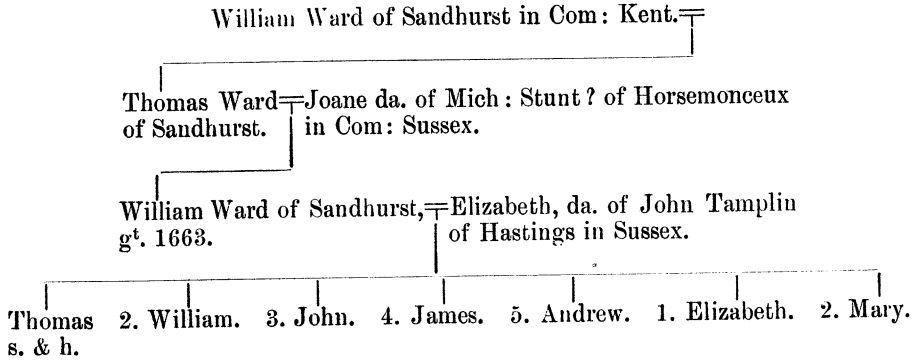 William Ward of Sandhurst in Com: Kent.
Thomas Ward Joane da. of Mich: Stunt? of Horsemonceux
of Sandhurst. in Com: Sussex.
William Ward of Sandhurst, Elizabeth, da. of John Tamplin
gt. 1663. of Hastings in Sussex.
Thomas 2. William. 3. John. 4. James. 5. Andrew. 1. Elizabeth. 2. Mary.
s. & h.